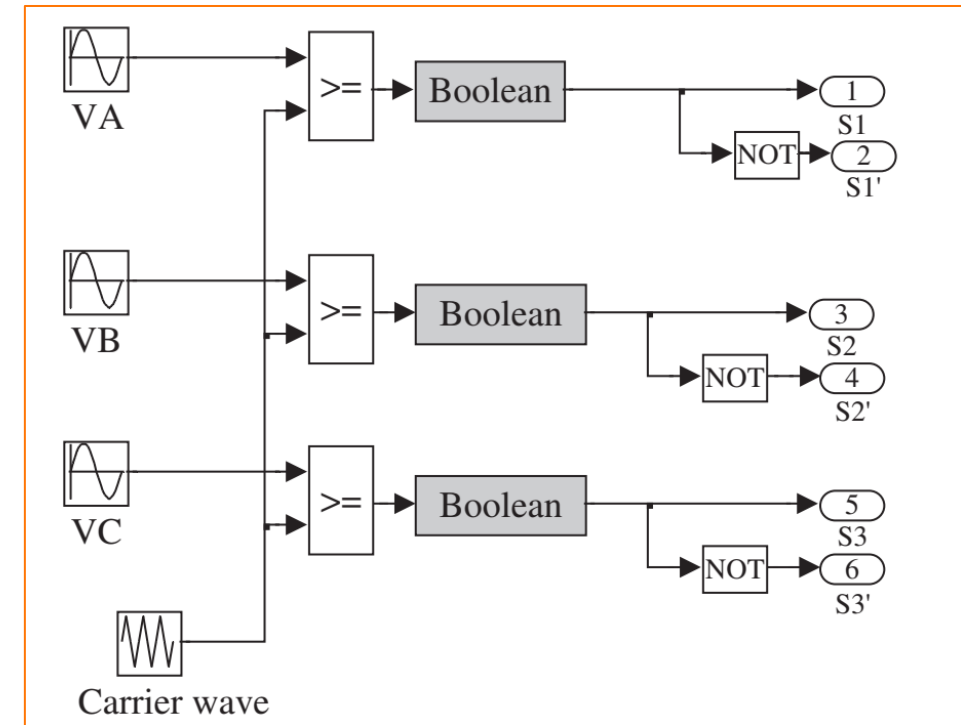 VA
>=
Boolean
1
S1
NOT
2
S1'
VB
>=
Boolean
3
S2
NOT
4
S2'
VC
>=
Boolean
5
S3
NOT
6
S3'
Carrier wave